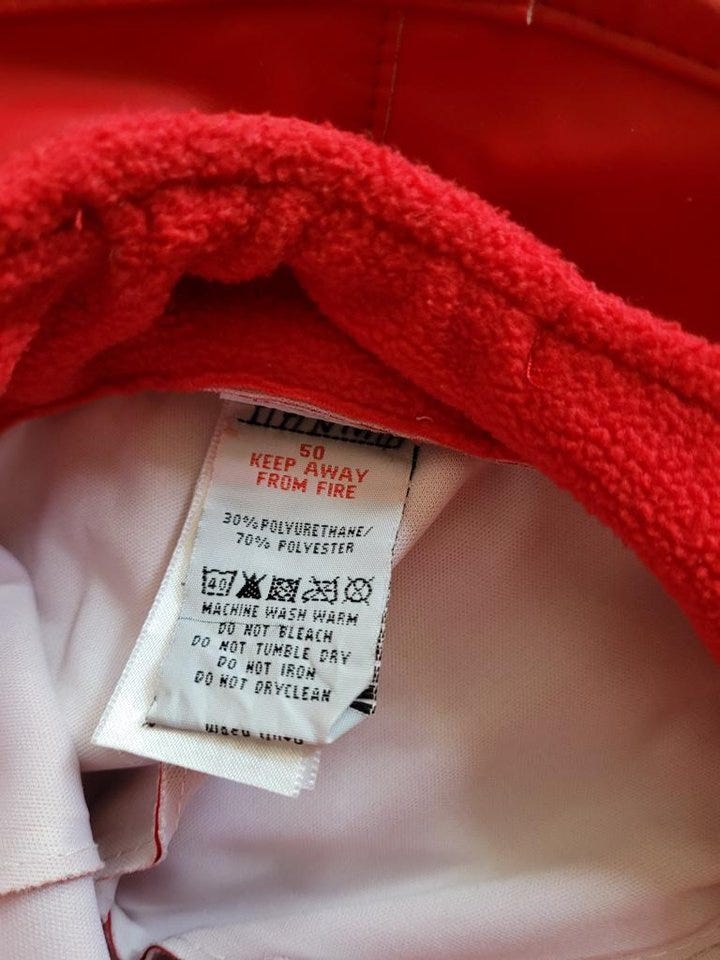 50
KEEP AWAY
FROM FIRE
30%POLYURETHANE/
70% POLYESTER
40
MACHINE WASH WARM
DO NOT BLEACH
DO NOT TUMBLE DRY
DO NOT IRON
DO NOT DRYCLEAN